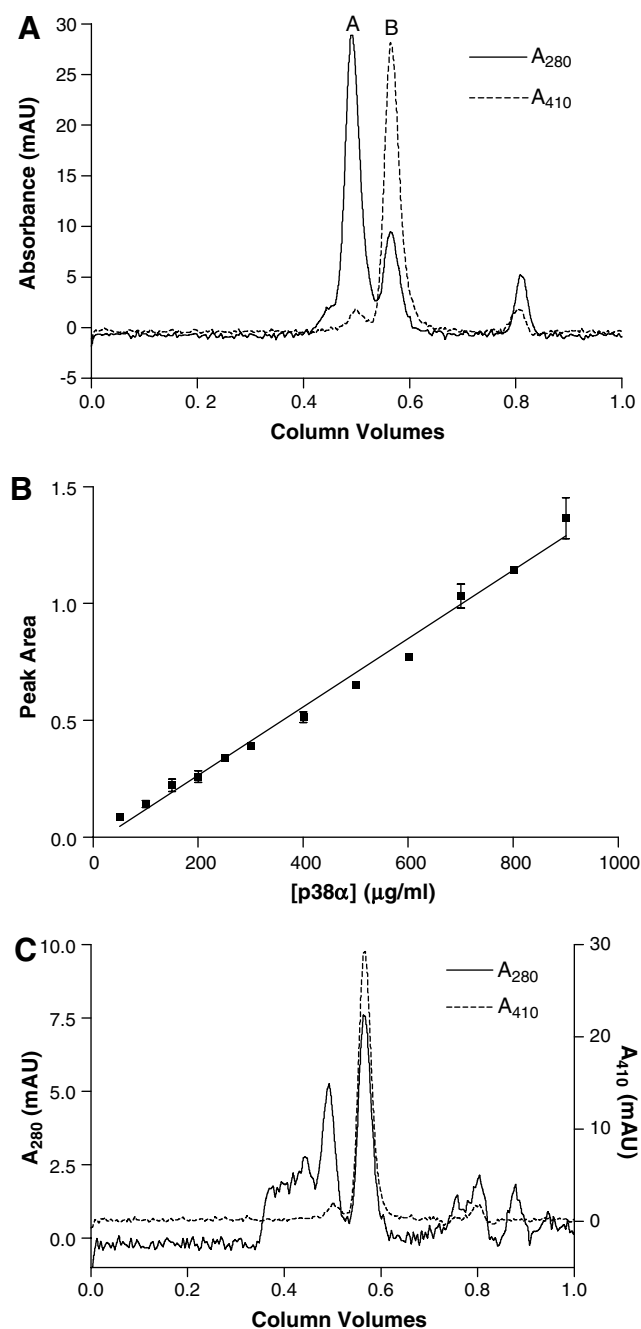 A
A B
A280
A410
30
25
20
15
10
5
0
-5
Absorbance (mAU)
0.0 0.2 0.4 0.6 0.8 1.0
Column Volumes
B
1.5
1.0
0.5
0.0
Peak Area
0 200 400 600 800 1000
[p38α] (μg/ml)
C
A280
A410
10.0
7.5
5.0
2.5
0.0
A280 (mAU)
30
20
10
0
A410 (mAU)
0.0 0.2 0.4 0.6 0.8 1.0
Column Volumes